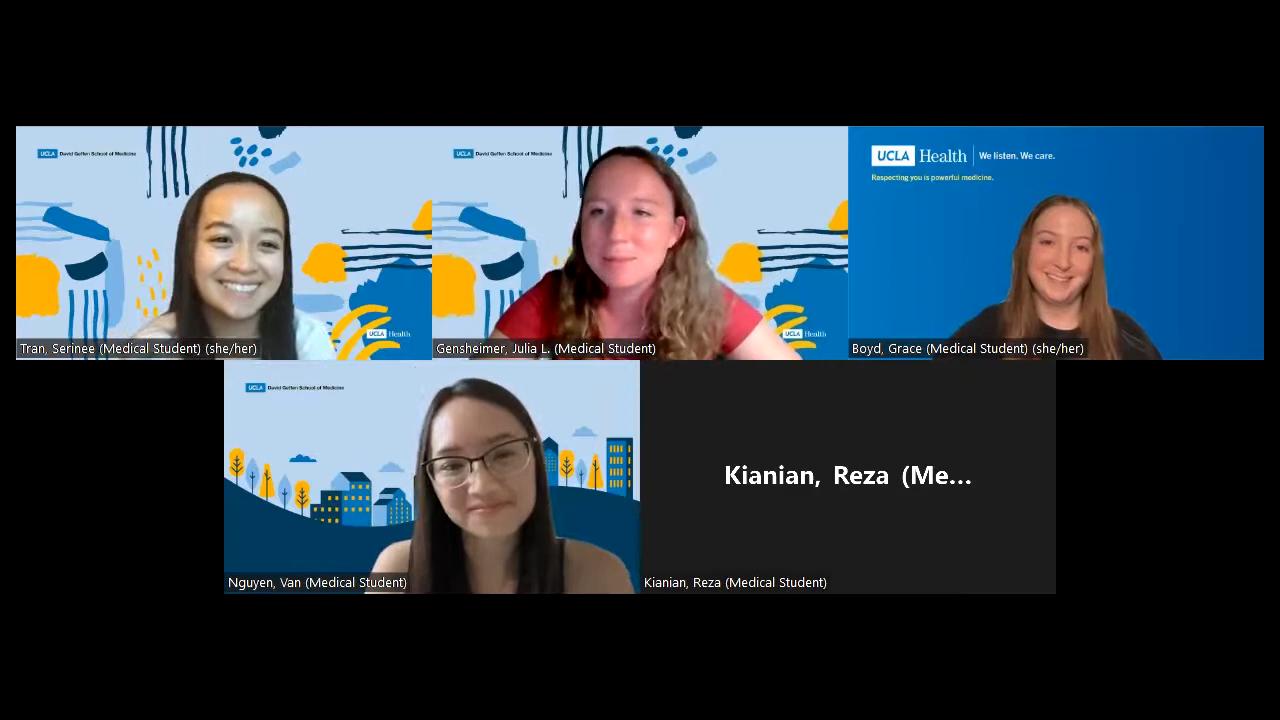 UCLA David Geffen School of Medicine
UCLA Health
Tran, Serinee (Medical Student) (she/her)
UCLA David Geffen School of Medicine
UCLA Health
Gensheimer, Julia L. (Medical Student)
UCLA Health We listen. We care.
Respecting you is powerful medicine.
Boyd, Grace (Medical Student) (she/her)
UCLA David Geffen School of Medicine
Nguyen, Van (Medical Student)
Kianian, Reza (Me...
Kianian, Reza (Medical Student)